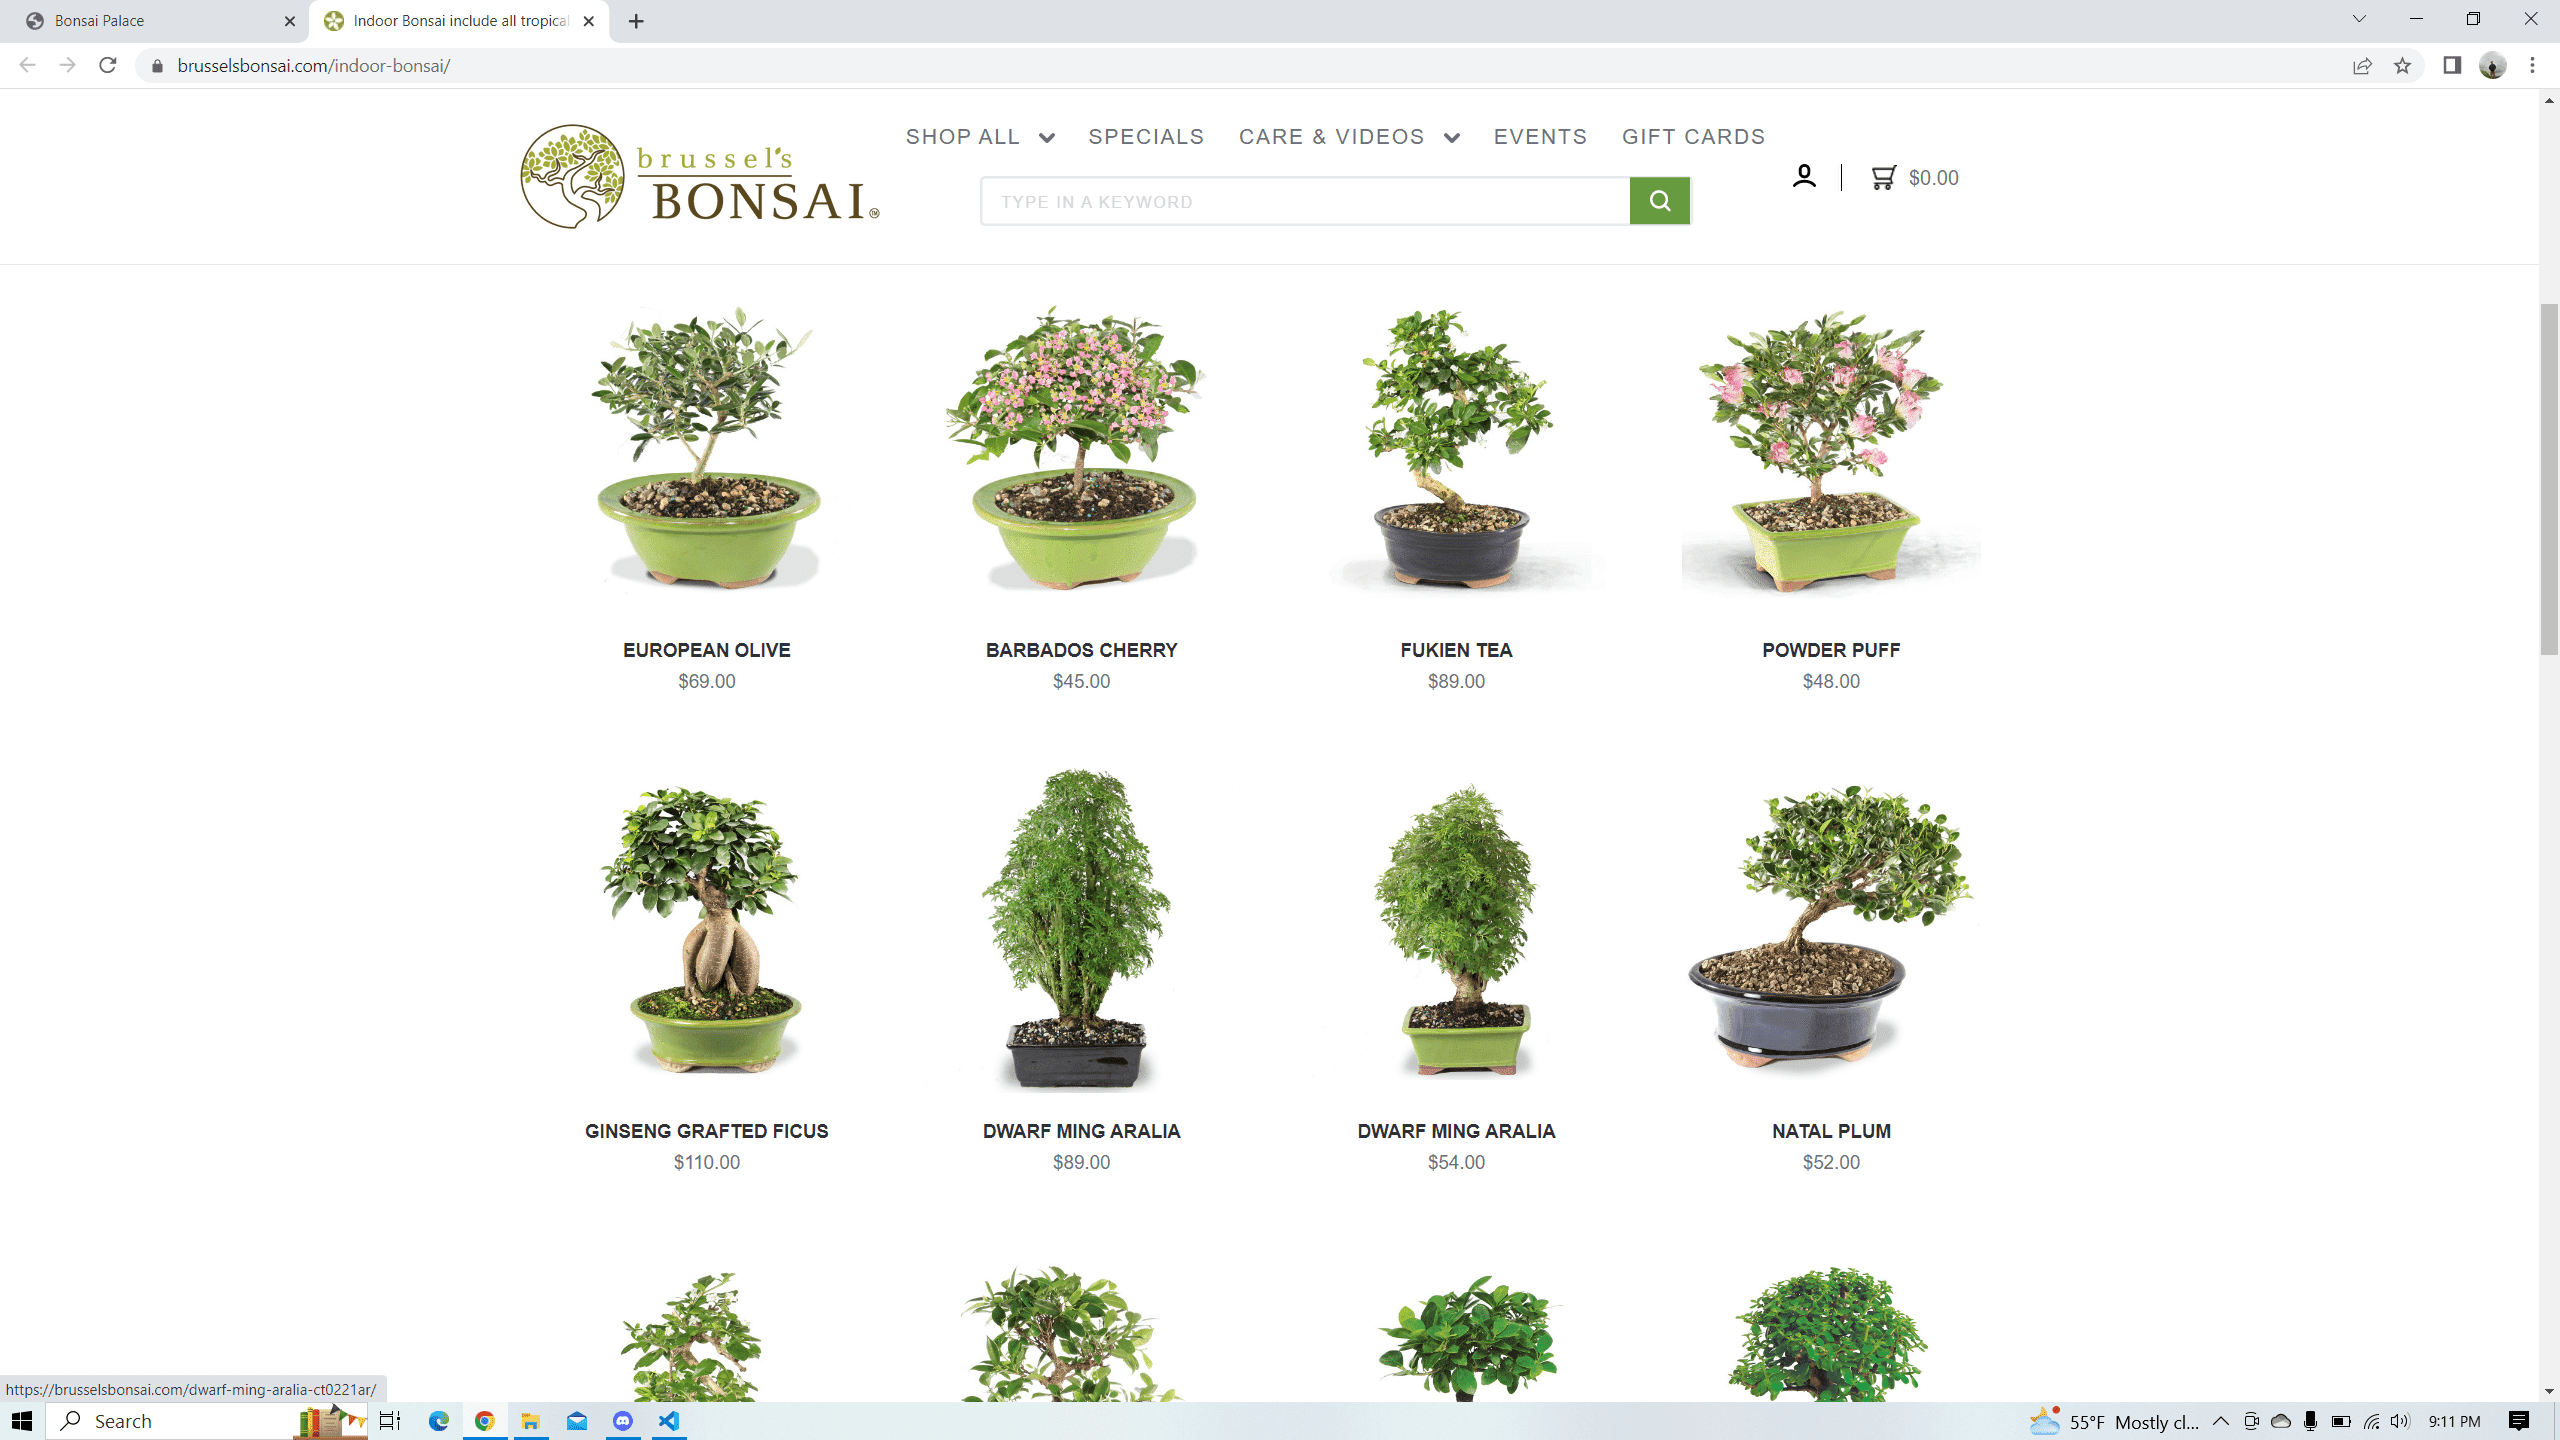 Bonsai Palace
Indoor Bonsai include all tropical
brusselsbonsai.com/indoor-bonsai/
SHOP ALL SPECIALS CARE & VIDEOS EVENTS GIFT CARDS
brussel's
BONSAI
TM
TYPE IN A KEYWORD
$0.00
EUROPEAN OLIVE BARBADOS CHERRY FUKIEN TEA POWDER PUFF
$69.00 $45.00 $89.00 $48.00
GINSENG GRAFTED FICUS DWARF MING ARALIA DWARF MING ARALIA NATAL PLUM
$110.00 $89.00 $54.00 $52.00
https://brusselsbonsai.com/dwarf-ming-aralia-ct0221ar/
Search 55°F Mostly cl... 9:11 PM